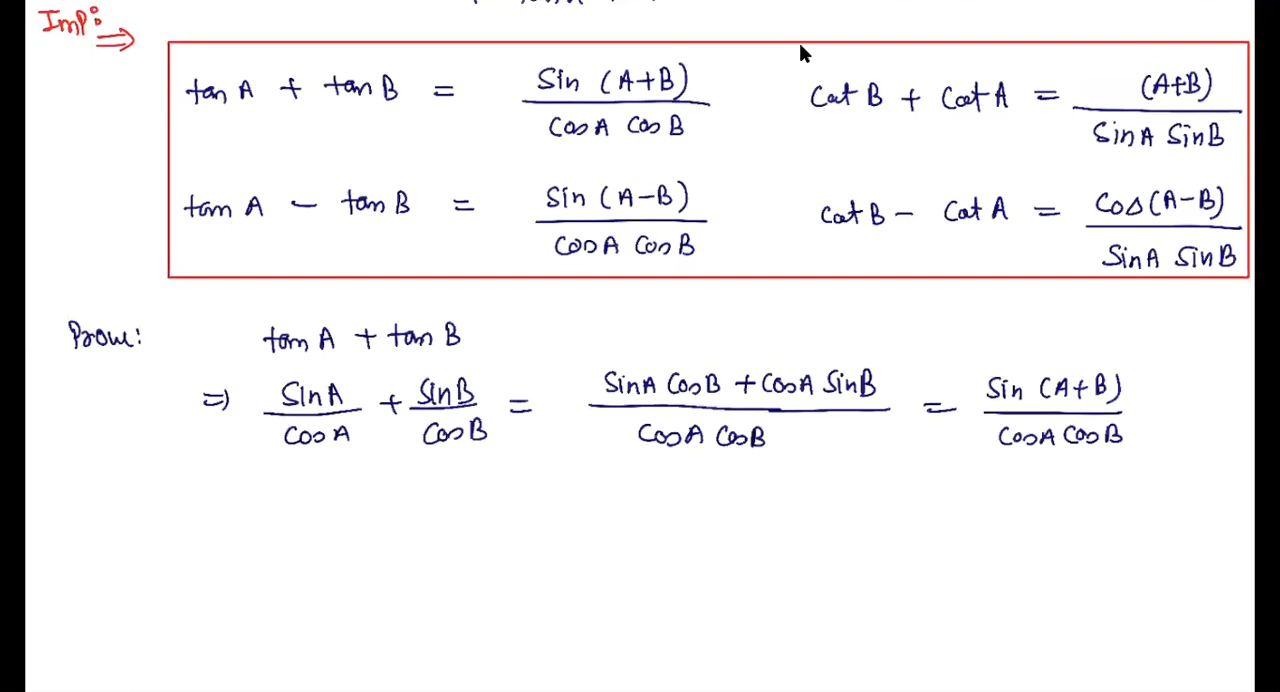 Imp:
tan A + tan B = Sin (A+B) / Cos A Cos B
Cot B + Cot A = (A+B) / Sin A Sin B
tan A - tan B = Sin (A-B) / Cos A Cos B
Cot B - Cot A = Cos (A-B) / Sin A Sin B
Prove: tan A + tan B
=> Sin A / Cos A + Sin B / Cos B = Sin A Cos B + Cos A Sin B / Cos A Cos B = Sin (A+B) / Cos A Cos B